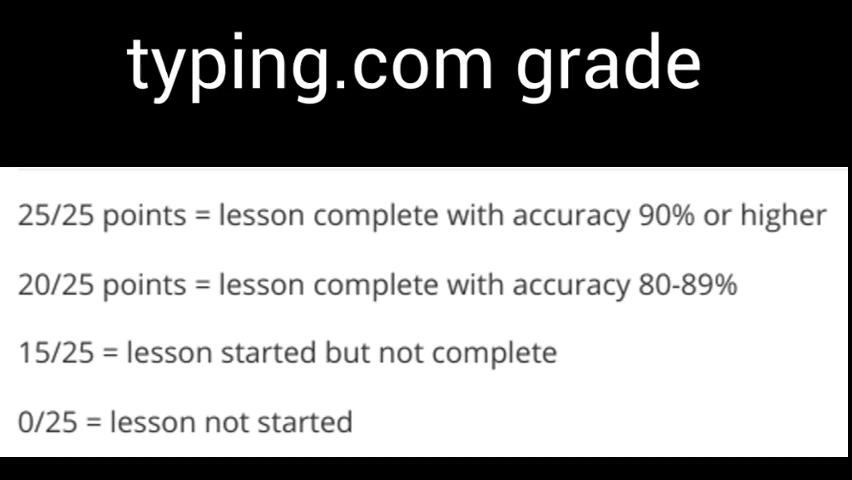 typing.com grade
25/25 points = lesson complete with accuracy 90% or higher
20/25 points = lesson complete with accuracy 80-89%
15/25 = lesson started but not complete
0/25 = lesson not started